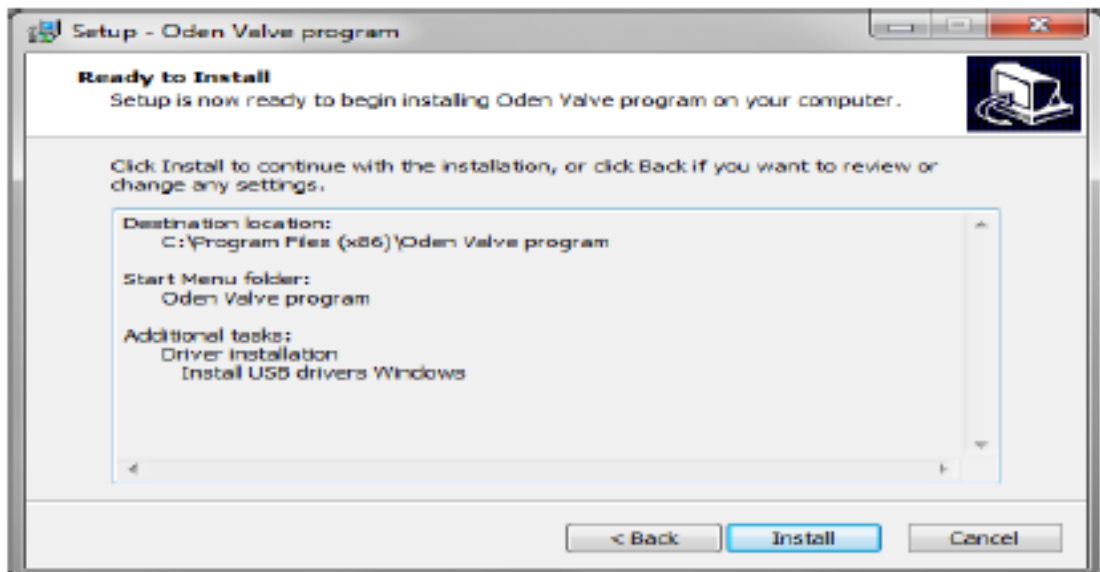 Setup - Oden Valve program
Ready to Install
Setup is now ready to begin installing Oden Valve program on your computer.
Click Install to continue with the installation, or click Back if you want to review or
change any settings.
Destination location:
C:\Program Files (x86)\Oden Valve program
Start Menu folder:
Oden Valve program
Additional tasks:
Driver installation
Install USB drivers Windows
< Back
Install
Cancel